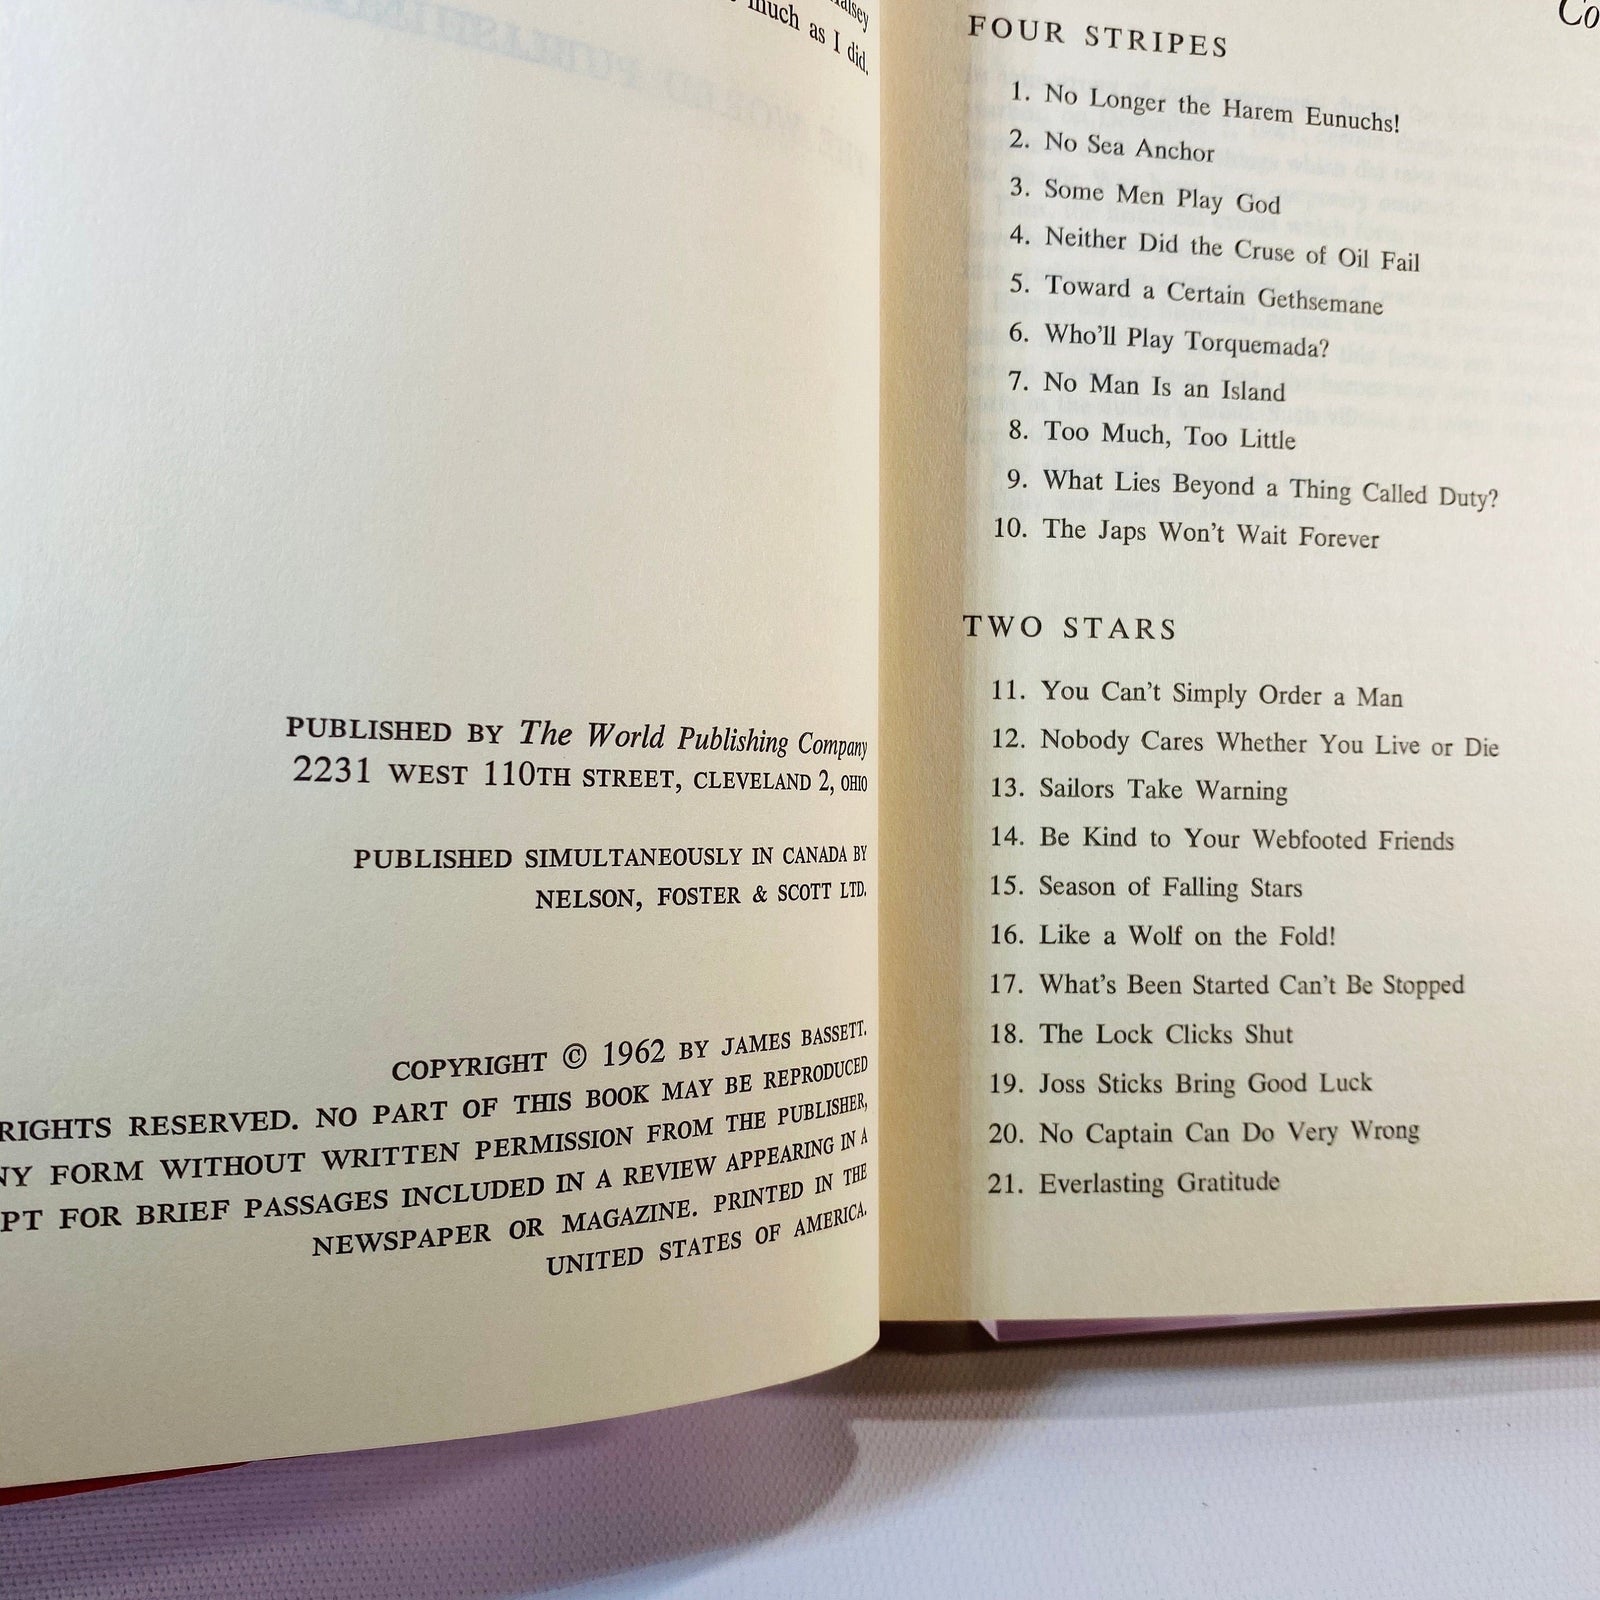 much as I did.
PUBLISHED BY The World Publishing Company
2231 WEST 110TH STREET, CLEVELAND 2, OHIO
PUBLISHED SIMULTANEOUSLY IN CANADA BY
NELSON, FOSTER & SCOTT LTD.
COPYRIGHT © 1962 BY JAMES BASSETT.
RIGHTS RESERVED. NO PART OF THIS BOOK MAY BE REPRODUCED
NY FORM WITHOUT WRITTEN PERMISSION FROM THE PUBLISHER,
PT FOR BRIEF PASSAGES INCLUDED IN A REVIEW APPEARING IN A
NEWSPAPER OR MAGAZINE. PRINTED IN THE
UNITED STATES OF AMERICA.
Co
FOUR STRIPES
1. No Longer the Harem Eunuchs!
2. No Sea Anchor
3. Some Men Play God
4. Neither Did the Cruse of Oil Fail
5. Toward a Certain Gethsemane
6. Who'll Play Torquemada?
7. No Man Is an Island
8. Too Much, Too Little
9. What Lies Beyond a Thing Called Duty?
10. The Japs Won't Wait Forever
TWO STARS
11. You Can't Simply Order a Man
12. Nobody Cares Whether You Live or Die
13. Sailors Take Warning
14. Be Kind to Your Webfooted Friends
15. Season of Falling Stars
16. Like a Wolf on the Fold!
17. What's Been Started Can't Be Stopped
18. The Lock Clicks Shut
19. Joss Sticks Bring Good Luck
20. No Captain Can Do Very Wrong
21. Everlasting Gratitude